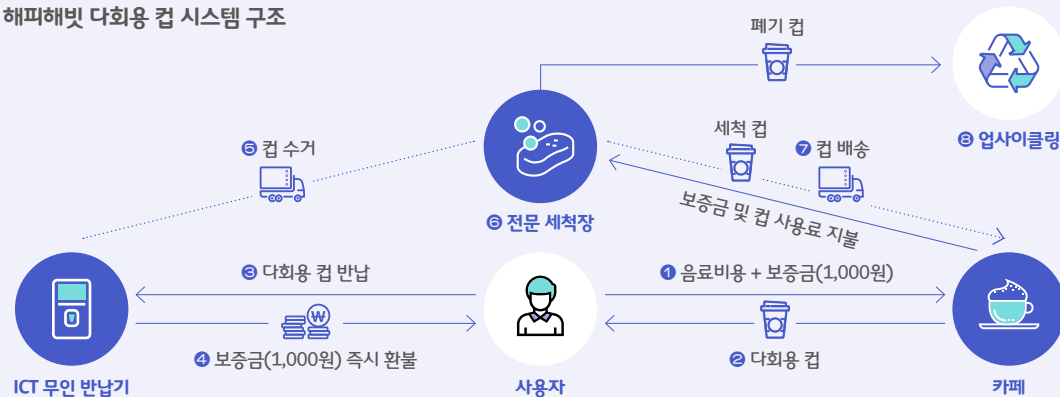 해피해빗 다회용 컵 시스템 구조
폐기 컵
❽ 업사이클링
세척 컵
❺ 컵 수거
❼ 컵 배송
❻ 전문 세척장
보증금 및 컵 사용료 지불
❸ 다회용 컵 반납
❶ 음료비용 + 보증금(1,000원)
₩
❹ 보증금(1,000원) 즉시 환불
❷ 다회용 컵
ICT 무인 반납기
사용자
카페